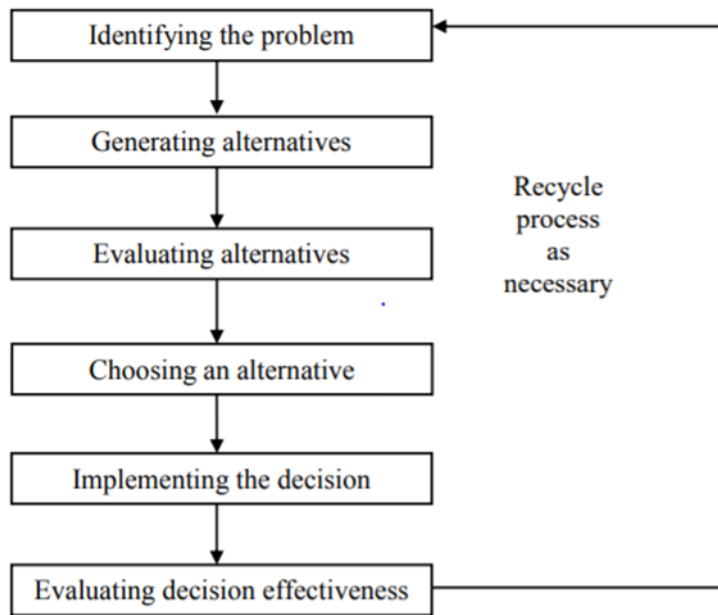 Identifying the problem
Generating alternatives
Evaluating alternatives
Choosing an alternative
Implementing the decision
Evaluating decision effectiveness
Recycle
process
as
necessary